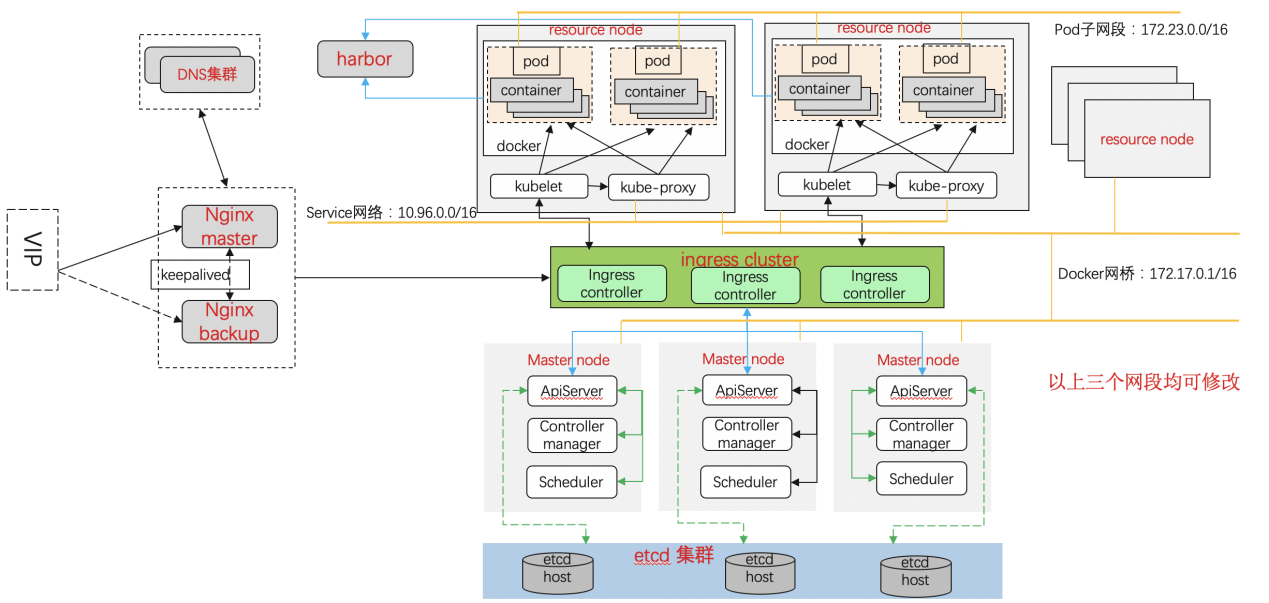 resource node
resource node
Pod子网段：172.23.0.0/16
DNS集群
harbor
pod
container
pod
container
docker
kubelet
kube-proxy
pod
container
pod
container
docker
kubelet
kube-proxy
resource node
Service网络：10.96.0.0/16
VIP
Nginx
master
keepalived
Nginx
backup
ingress cluster
Ingress
controller
Ingress
controller
Ingress
controller
Docker网桥：172.17.0.1/16
Master node
ApiServer
Controller
manager
Scheduler
Master node
ApiServer
Controller
manager
Scheduler
Master node
ApiServer
Controller
manager
Scheduler
以上三个网段均可修改
etcd 集群
etcd
host
etcd
host
etcd
host